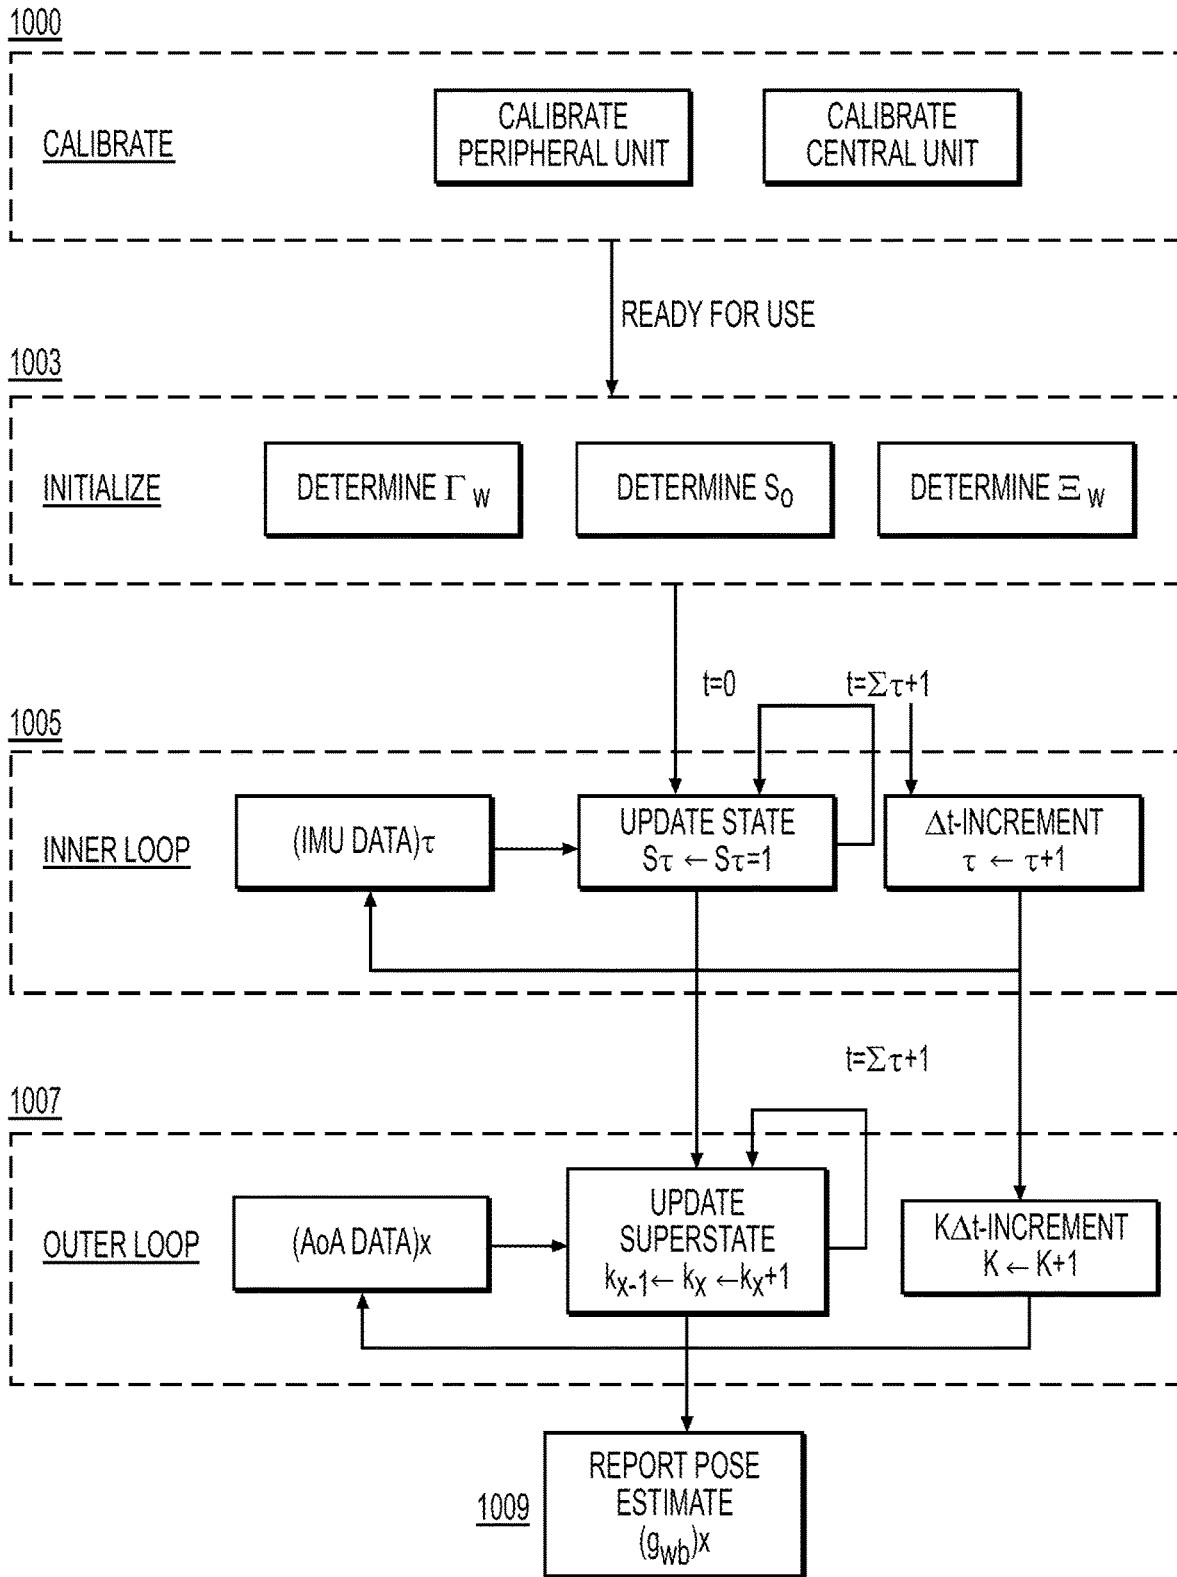 1000
CALIBRATE
CALIBRATE
PERIPHERAL UNIT
CALIBRATE
CENTRAL UNIT
READY FOR USE
1003
INITIALIZE
DETERMINE Γ W
DETERMINE S0
DETERMINE Ξ W
t=0
t=Στ+1
1005
INNER LOOP
(IMU DATA)τ
UPDATE STATE
Sτ ← Sτ=1
Δt-INCREMENT
τ ← τ+1
t=Στ+1
1007
OUTER LOOP
(AoA DATA)x
UPDATE
SUPERSTATE
kx-1← kx ←kx+1
KΔt-INCREMENT
K ← K+1
1009
REPORT POSE
ESTIMATE
(gwb)x